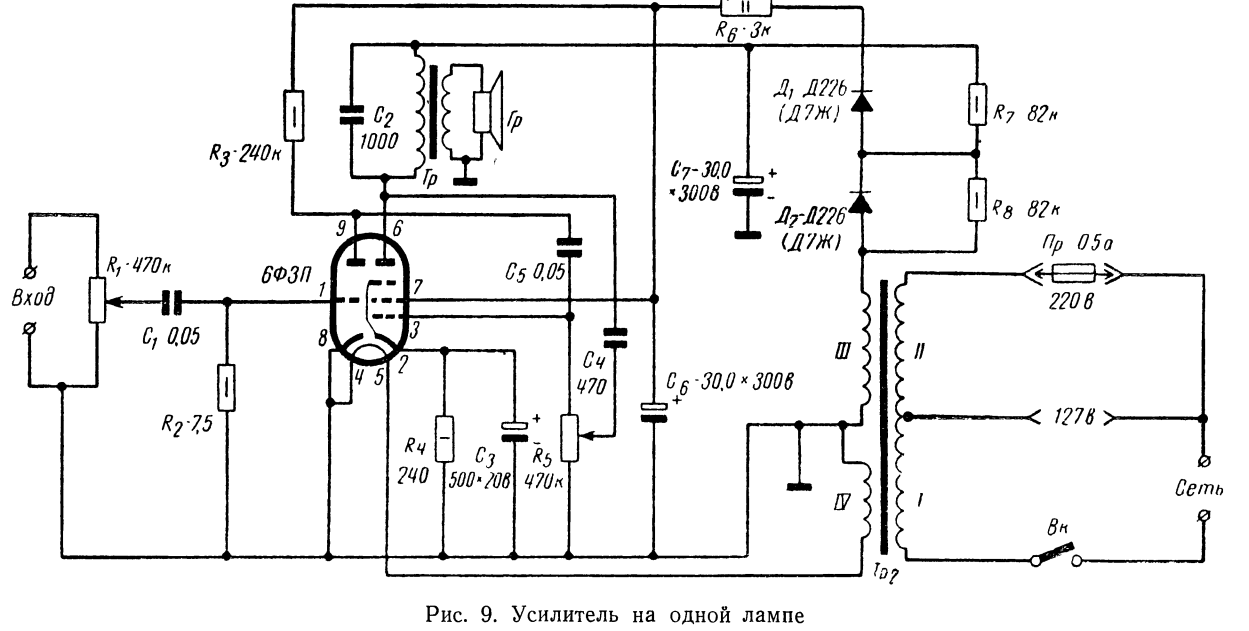 R6-3к
C2
1000
Гр
Тр
R3-240к
Д1 Д226
(Д7Ж)
R7 82к
C7-30,0
×300в
Д2-Д226
(Д7Ж)
R8 82к
9
6
6Ф3П
1
7
3
8
4
5
2
Вход
R1-470к
C1 0,05
R2-7,5
C5 0,05
C4
470
C6-30,0×300в
R4
240
C3
500×20в
R5
470к
+
-
+
+
-
Пр 0,5а
220в
127в
III
II
IV
I
Сеть
Вк
Тр2
Рис. 9. Усилитель на одной лампе